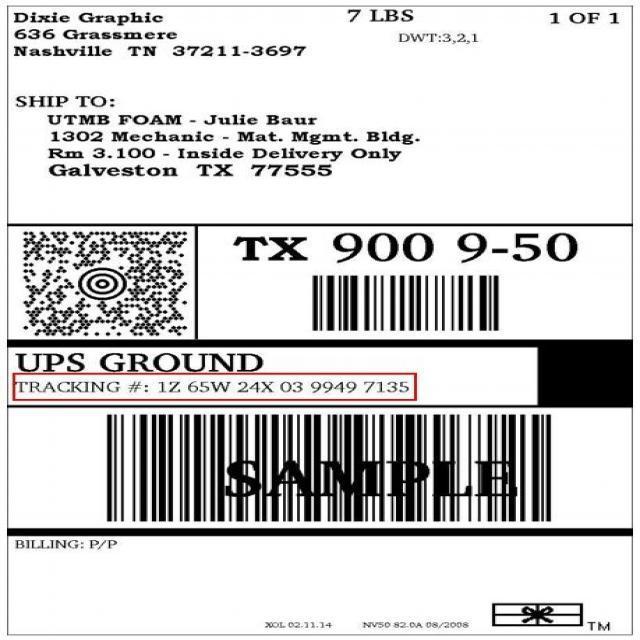 Dixie Graphic 7 LBS 1 OF 1
636 Grassmere DWT:3,2,1
Nashville TN 37211-3697
SHIP TO:
UTMB FOAM - Julie Baur
1302 Mechanic - Mat. Mgmt. Bldg.
Rm 3.100 - Inside Delivery Only
Galveston TX 77555
TX 900 9-50
UPS GROUND
TRACKING #: 1Z 65W 24X 03 9949 7135
SAMPLE
BILLING: P/P
XOL 02.11.14 NV50 82.0A 08/2008
TM